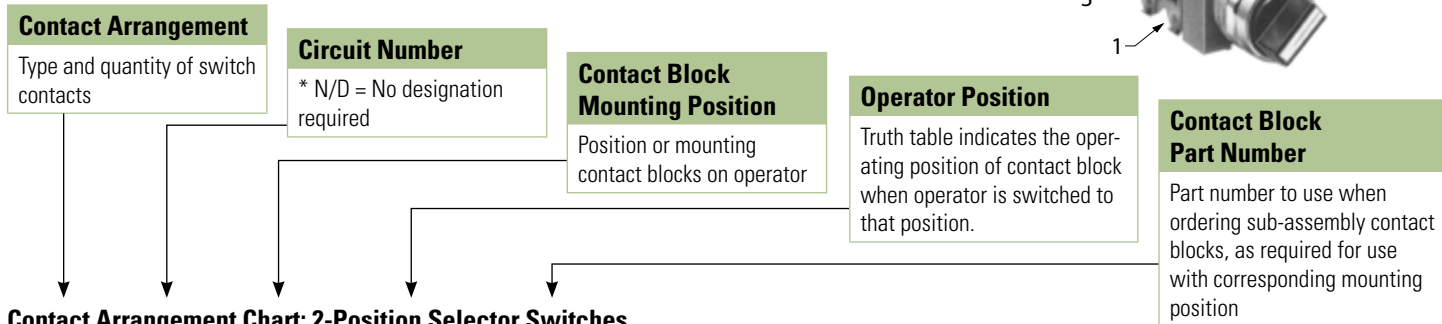 Contact Arrangement
Type and quantity of switch
contacts
Circuit Number
* N/D = No designation
required
Contact Block
Mounting Position
Position or mounting
contact blocks on operator
Operator Position
Truth table indicates the oper-
ating position of contact block
when operator is switched to
that position.
Contact Block
Part Number
Part number to use when
ordering sub-assembly contact
blocks, as required for use
with corresponding mounting
position
1
Contact Arrangement Chart: 2-Position Selector Switches